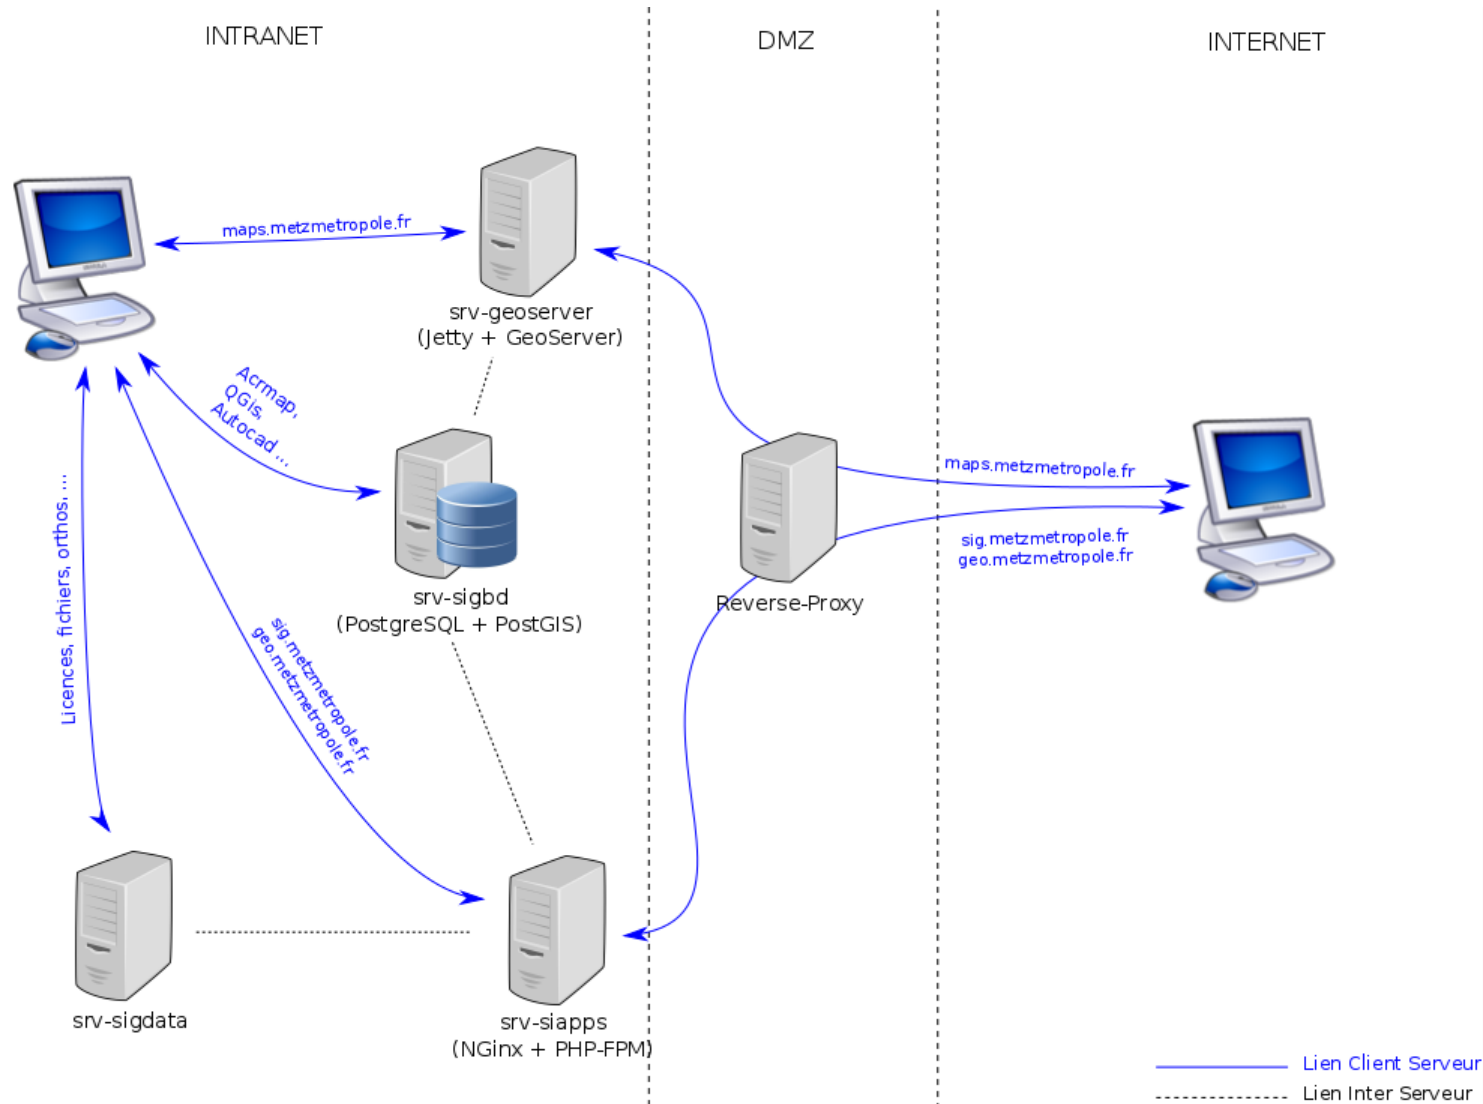 INTRANET
DMZ
INTERNET
maps.metzmetropole.fr
srv-geoserver
(Jetty + GeoServer)
Acrmap,
QGis,
Autocad ...
maps.metzmetropole.fr
Licences, fichiers, orthos, ...
sig.metzmetropole.fr
geo.metzmetropole.fr
srv-sigbd
(PostgreSQL + PostGIS)
Reverse-Proxy
sig.metzmetropole.fr
geo.metzmetropole.fr
srv-sigdata
srv-siapps
(NGinx + PHP-FPM)
Lien Client Serveur
Lien Inter Serveur